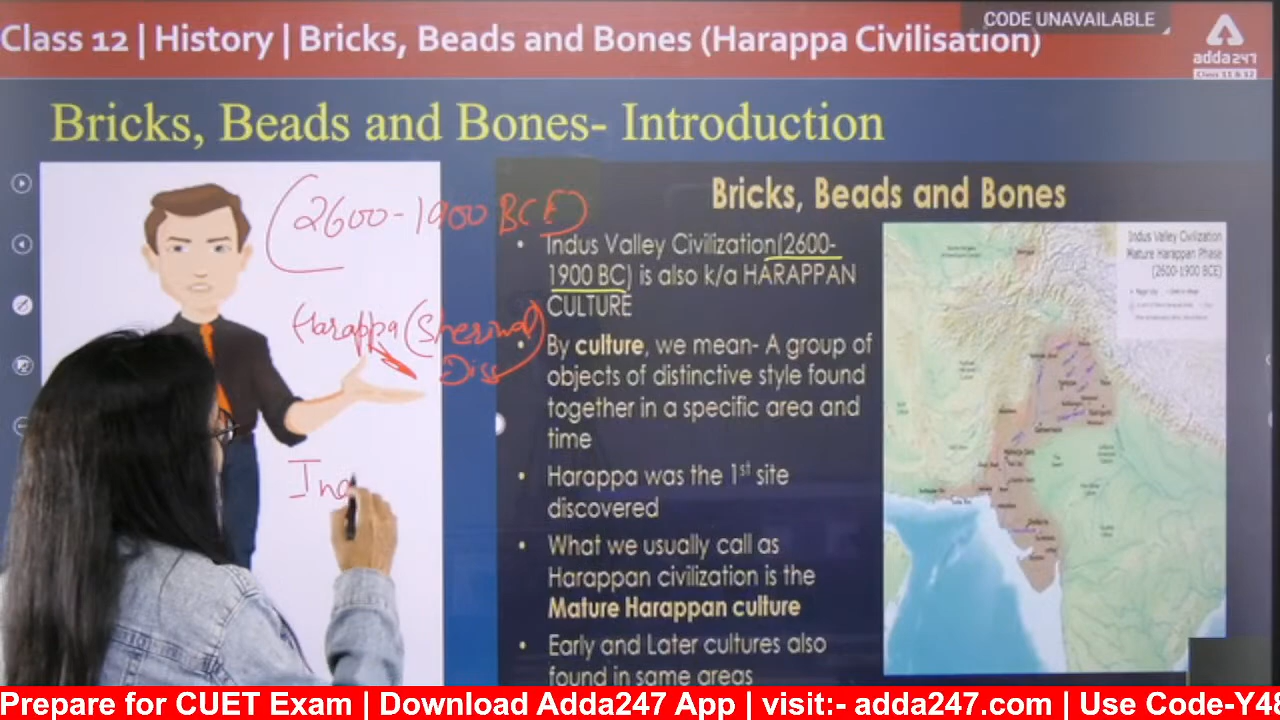 Class 12 | History | Bricks, Beads and Bones (Harappa Civilisation)
CODE UNAVAILABLE
adda247
Class 11 & 12
Bricks, Beads and Bones- Introduction
(2600-1900 BCE)
Harappa (
Ind
Bricks, Beads and Bones
• Indus Valley Civilization(2600-
1900 BC) is also k/a HARAPPAN
CULTURE
• By culture, we mean- A group of
objects of distinctive style found
together in a specific area and
time
• Harappa was the 1st site
discovered
• What we usually call as
Harappan civilization is the
Mature Harappan culture
• Early and Later cultures also
found in same areas
Indus Valley Civilization
Mature Harappan Phase
(2600-1900 BCE)
Prepare for CUET Exam | Download Adda247 App | visit:- adda247.com | Use Code-Y48